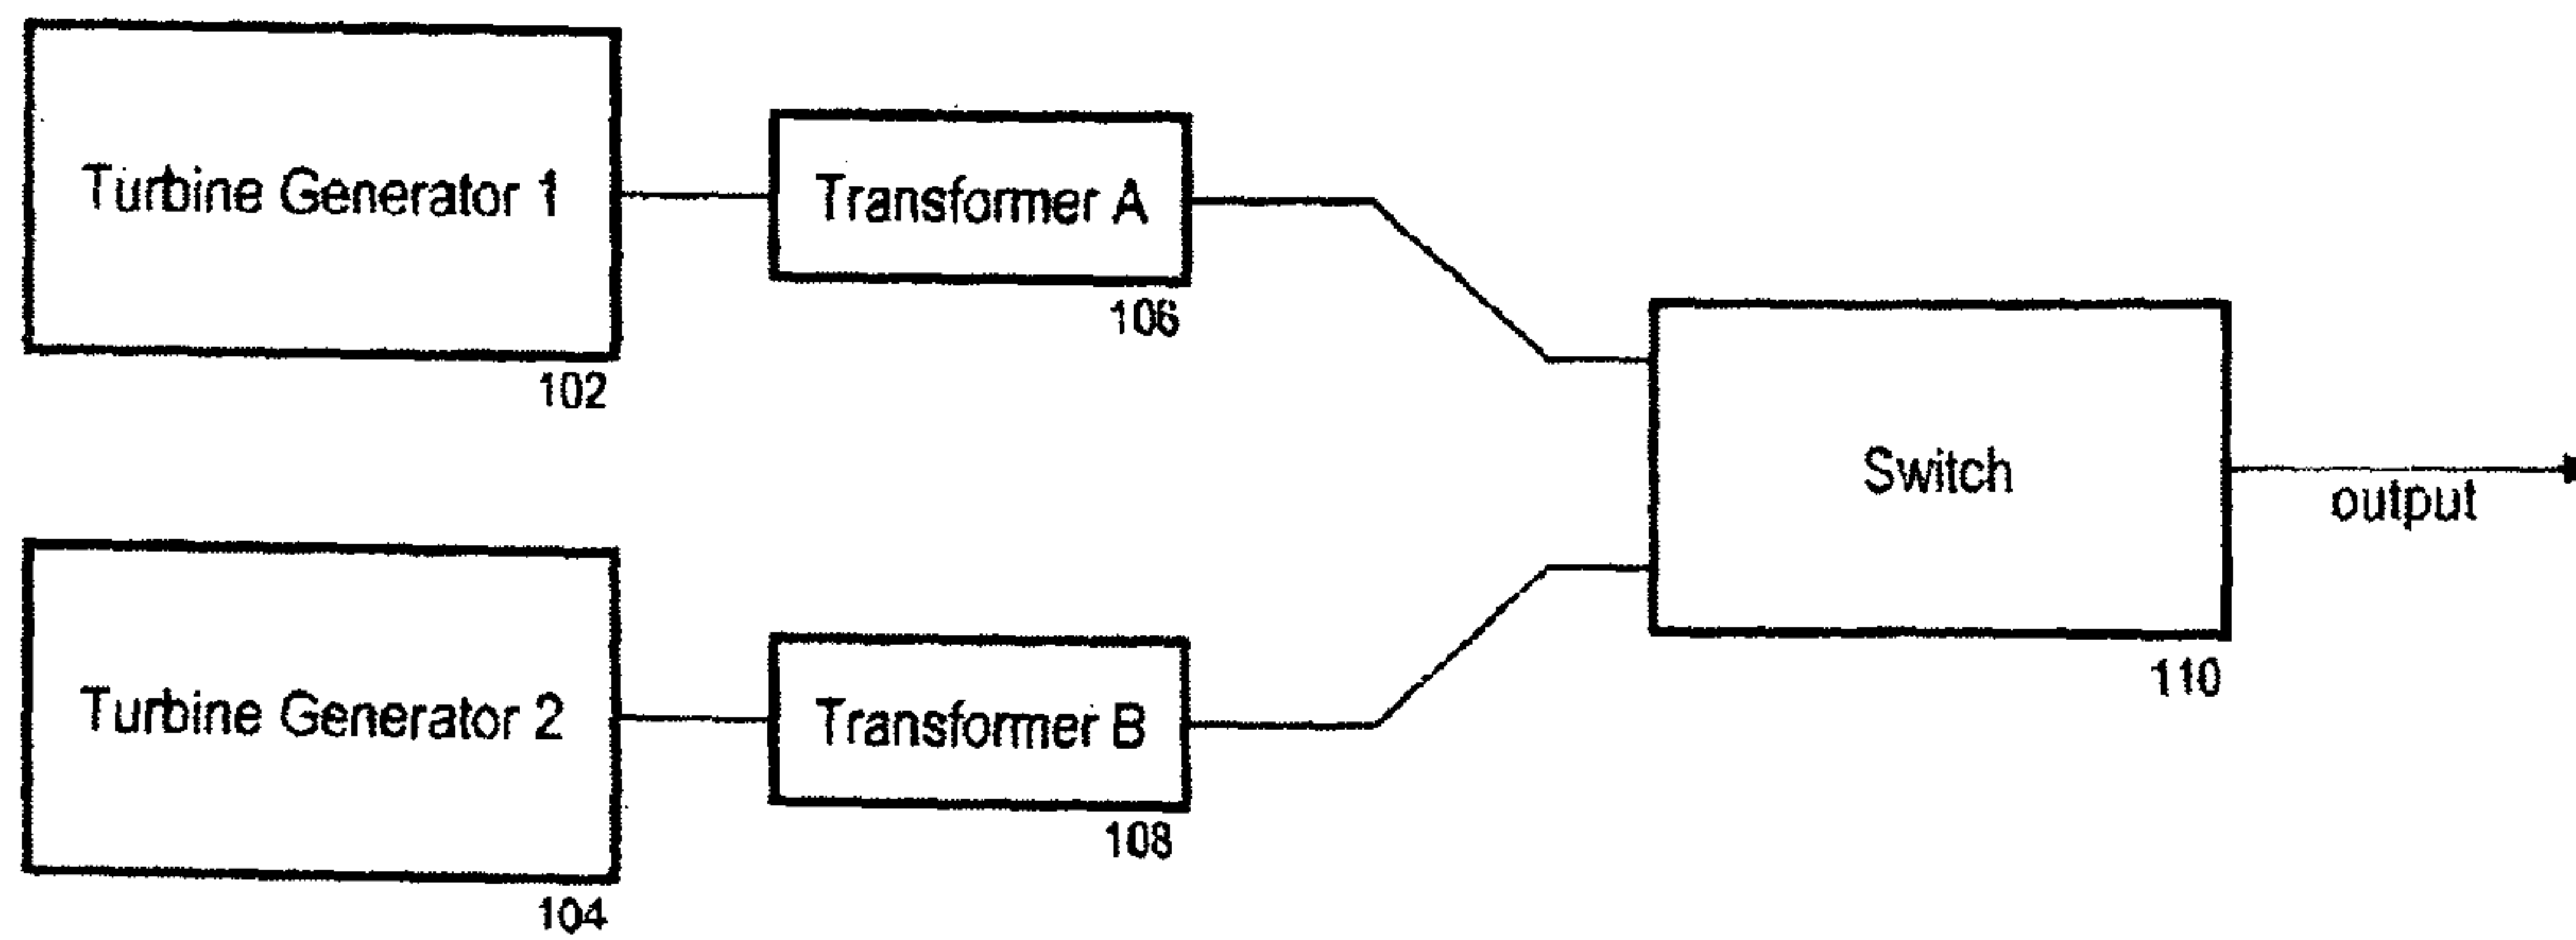 Turbine Generator 1
102
Transformer A
106
Switch
110
output
Turbine Generator 2
104
Transformer B
108